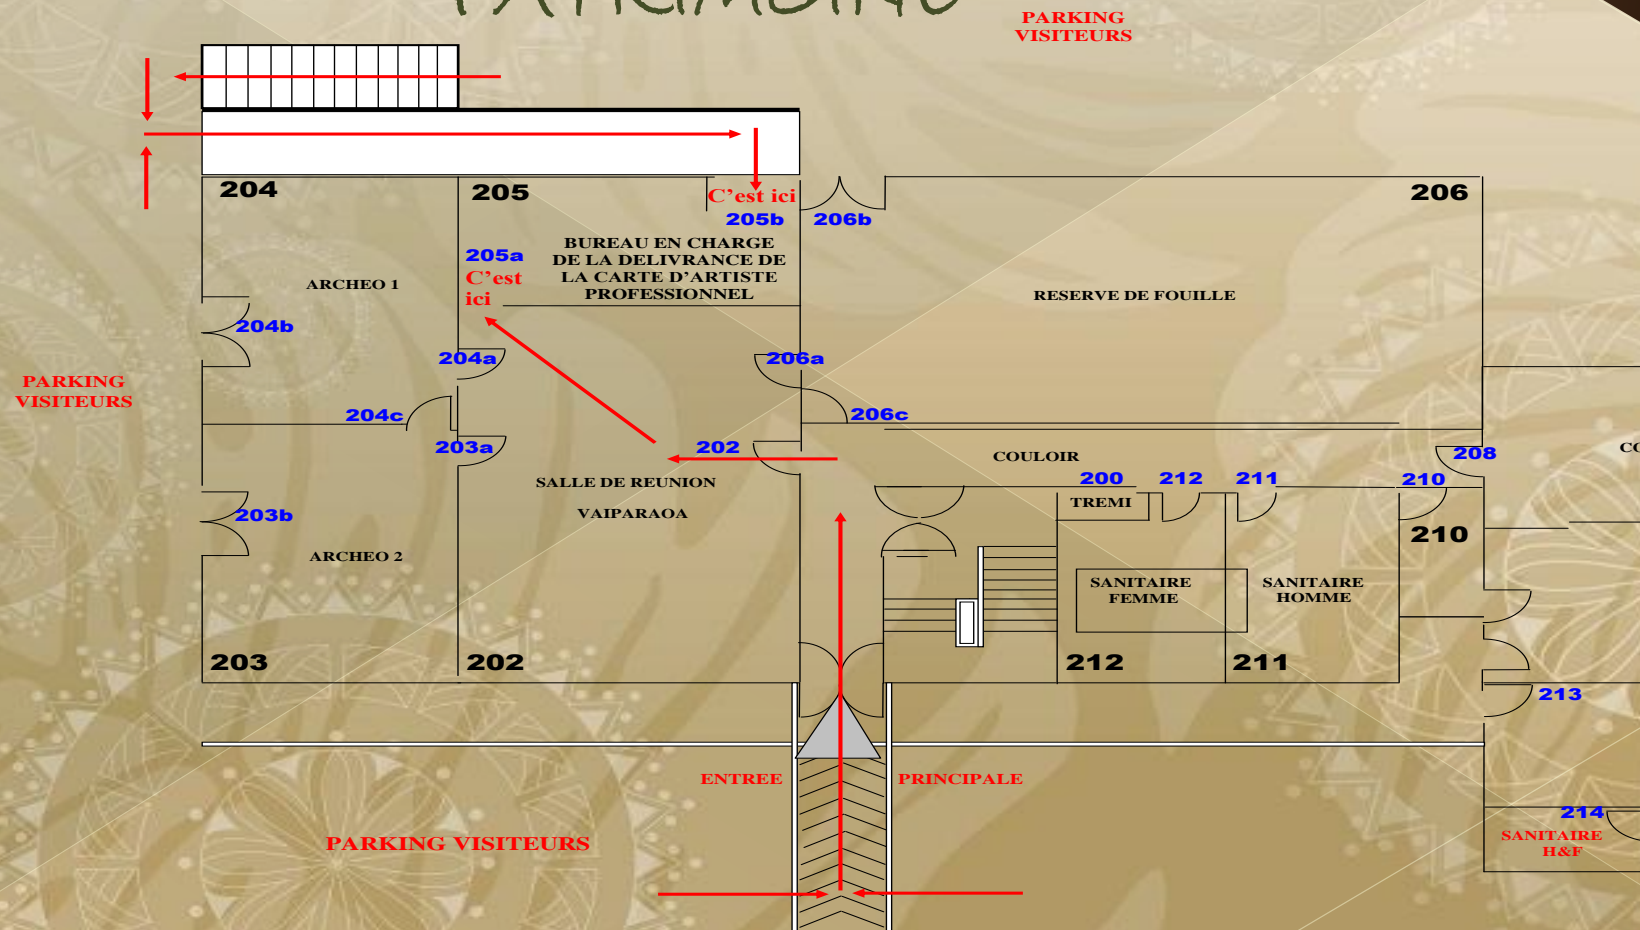 PATRIMOINE
PARKING
VISITEURS
204
205
C'est ici
206
205b
206b
BUREAU EN CHARGE
DE LA DELIVRANCE DE
LA CARTE D'ARTISTE
PROFESSIONNEL
205a
C'est
ici
ARCHEO 1
RESERVE DE FOUILLE
204b
204a
206a
PARKING
VISITEURS
204c
206c
203a
202
COULOIR
208
SALLE DE REUNION
VAIPARAOA
200
212
211
210
TREMI
203b
210
ARCHEO 2
SANITAIRE
FEMME
SANITAIRE
HOMME
203
202
212
211
213
ENTREE
PRINCIPALE
PARKING VISITEURS
214
SANITAIRE
H&F